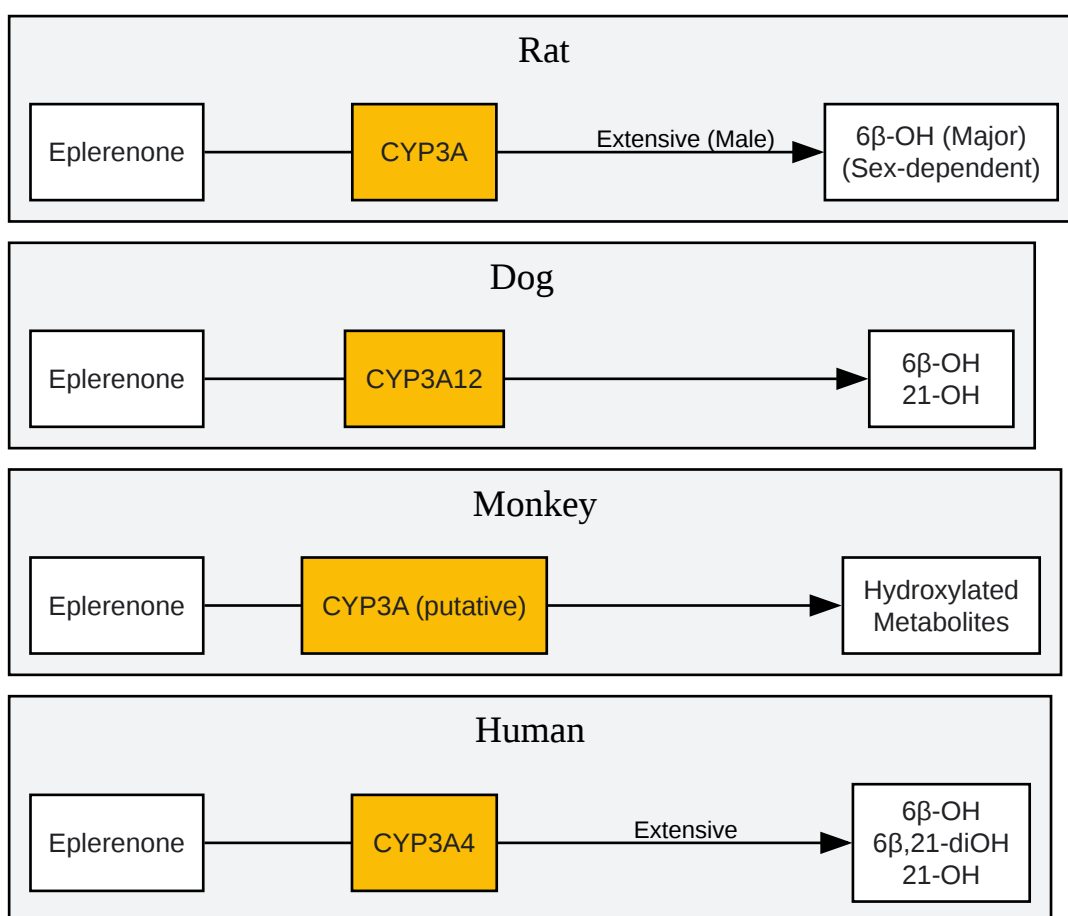 Rat
Eplerenone
CYP3A
Extensive (Male)
6β-OH (Major)
(Sex-dependent)
Dog
Eplerenone
CYP3A12
6β-OH
21-OH
Monkey
Eplerenone
CYP3A (putative)
Hydroxylated
Metabolites
Human
Eplerenone
CYP3A4
Extensive
6β-OH
6β,21-diOH
21-OH